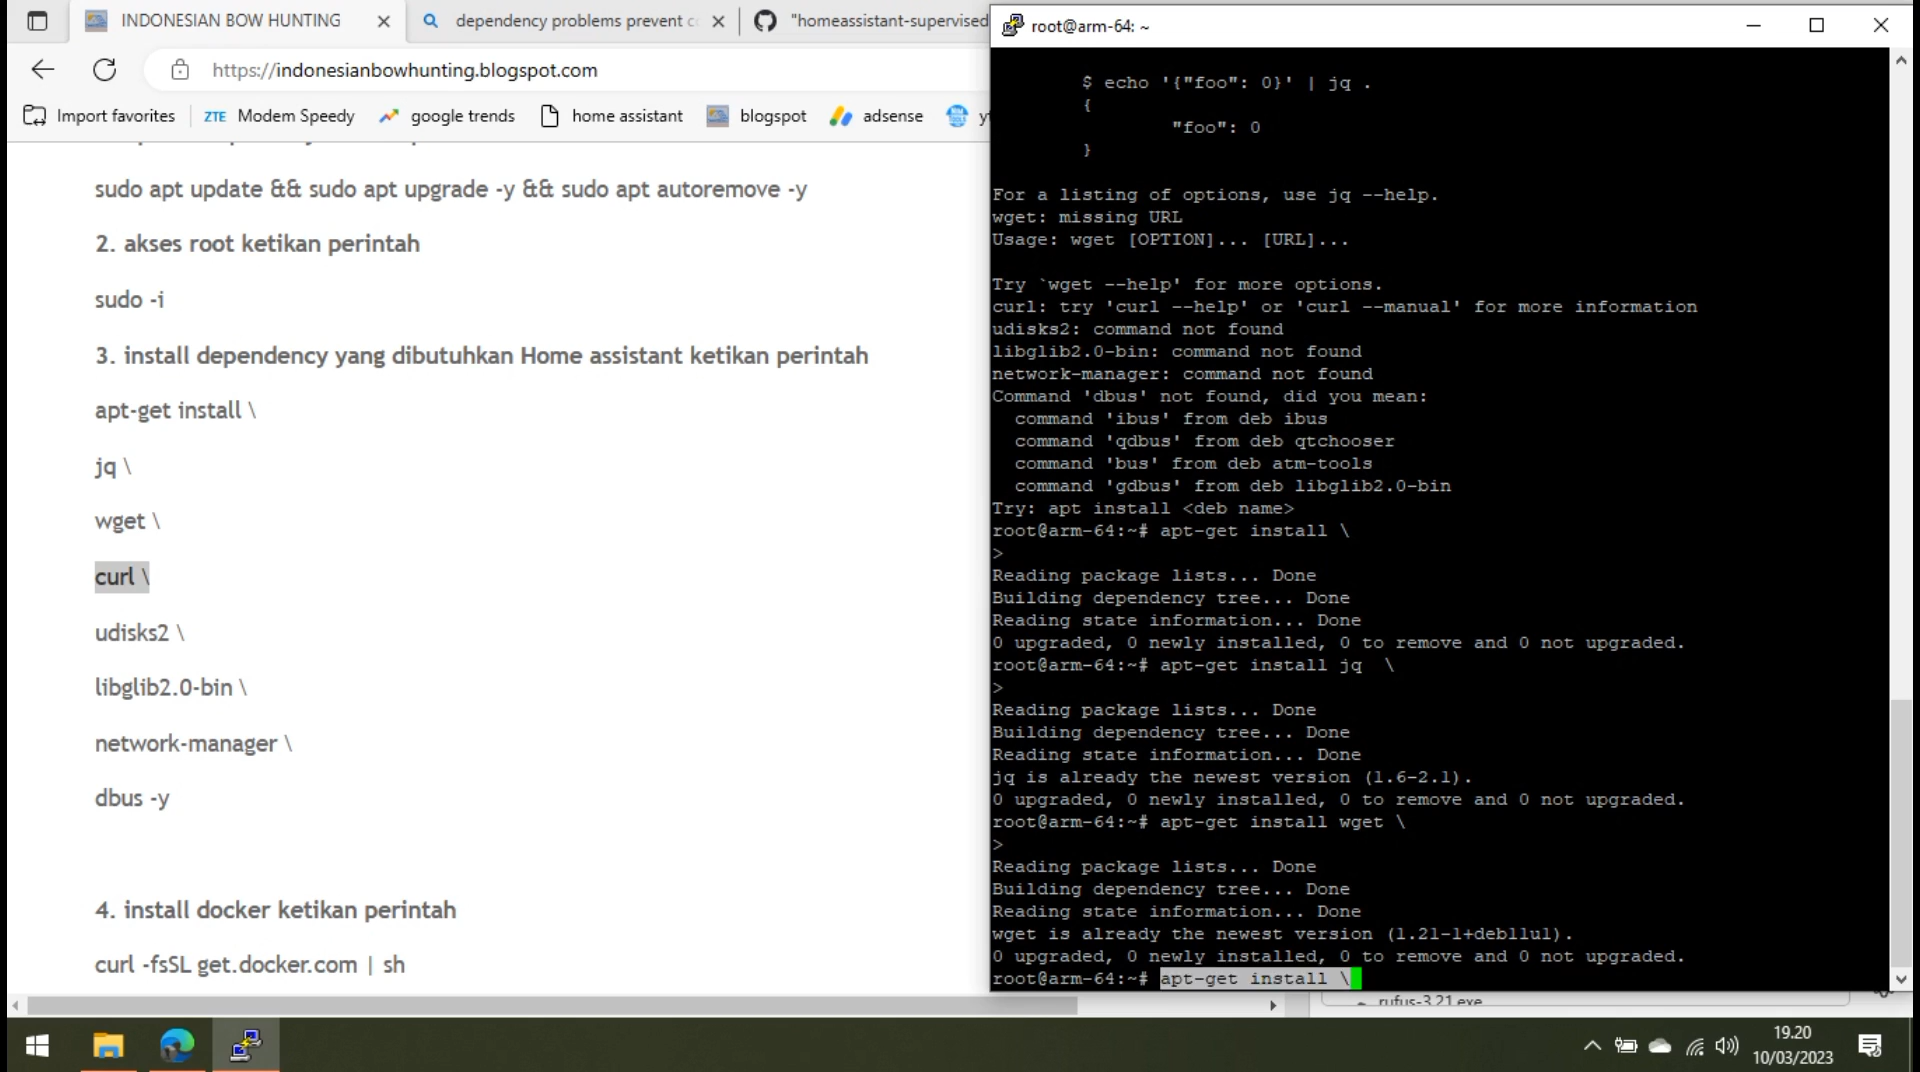 INDONESIAN BOW HUNTING
dependency problems prevent c
"homeassistant-supervised
https://indonesianbowhunting.blogspot.com
Import favorites
ZTE Modem Speedy
google trends
home assistant
blogspot
adsense
sudo apt update && sudo apt upgrade -y && sudo apt autoremove -y
2. akses root ketikan perintah
sudo -i
3. install dependency yang dibutuhkan Home assistant ketikan perintah
apt-get install \
jq \
wget \
curl \
udisks2 \
libglib2.0-bin \
network-manager \
dbus -y
4. install docker ketikan perintah
curl -fsSL get.docker.com | sh
root@arm-64: ~
$ echo '{"foo": 0}' | jq .
{
"foo": 0
}
For a listing of options, use jq --help.
wget: missing URL
Usage: wget [OPTION]... [URL]...
Try `wget --help' for more options.
curl: try 'curl --help' or 'curl --manual' for more information
udisks2: command not found
libglib2.0-bin: command not found
network-manager: command not found
Command 'dbus' not found, did you mean:
command 'ibus' from deb ibus
command 'qdbus' from deb qtchooser
command 'bus' from deb atm-tools
command 'gdbus' from deb libglib2.0-bin
Try: apt install <deb name>
root@arm-64:~# apt-get install \
>
Reading package lists... Done
Building dependency tree... Done
Reading state information... Done
0 upgraded, 0 newly installed, 0 to remove and 0 not upgraded.
root@arm-64:~# apt-get install jq  \
>
Reading package lists... Done
Building dependency tree... Done
Reading state information... Done
jq is already the newest version (1.6-2.1).
0 upgraded, 0 newly installed, 0 to remove and 0 not upgraded.
root@arm-64:~# apt-get install wget \
>
Reading package lists... Done
Building dependency tree... Done
Reading state information... Done
wget is already the newest version (1.21-1+deb11u1).
0 upgraded, 0 newly installed, 0 to remove and 0 not upgraded.
root@arm-64:~# apt-get install \
rufus-3.21.exe
19.20
10/03/2023